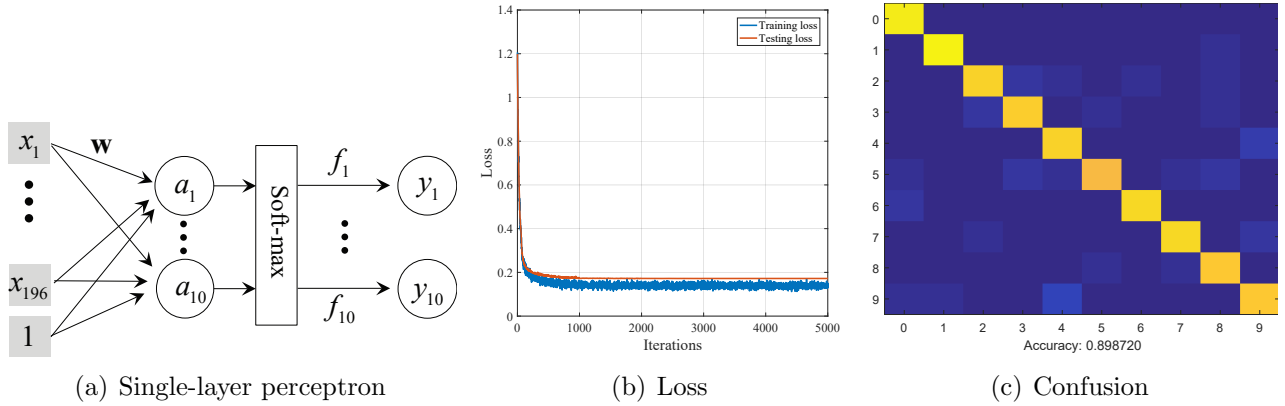 x₁
⋮
x₁₉₆
1
w
a₁
⋮
a₁₀
Soft-max
f₁
⋮
f₁₀
y₁
y₁₀
(a) Single-layer perceptron
1.4
1.2
1
0.8
0.6
0.4
0.2
0
Loss
Training loss
Testing loss
0 1000 2000 3000 4000 5000
Iterations
(b) Loss
0
1
2
3
4
5
6
7
8
9
0 1 2 3 4 5 6 7 8 9
Accuracy: 0.898720
(c) Confusion